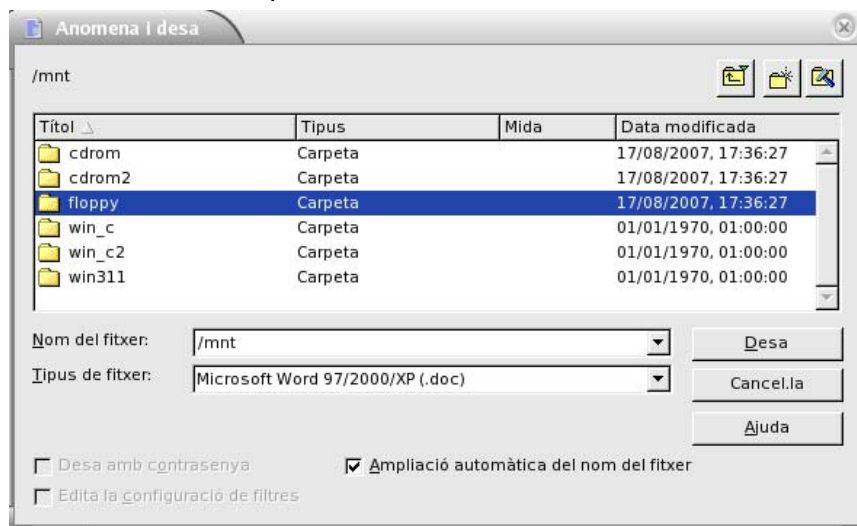 Anomena i desa
/mnt
Títol Tipus Mida Data modificada
cdrom Carpeta 17/08/2007, 17:36:27
cdrom2 Carpeta 17/08/2007, 17:36:27
floppy Carpeta 17/08/2007, 17:36:27
win_c Carpeta 01/01/1970, 01:00:00
win_c2 Carpeta 01/01/1970, 01:00:00
win311 Carpeta 01/01/1970, 01:00:00
Nom del fitxer: /mnt Desa
Tipus de fitxer: Microsoft Word 97/2000/XP (.doc) Cancel.la
Ajuda
Desa amb contrasenya Ampliació automàtica del nom del fitxer
Edita la configuració de filtres